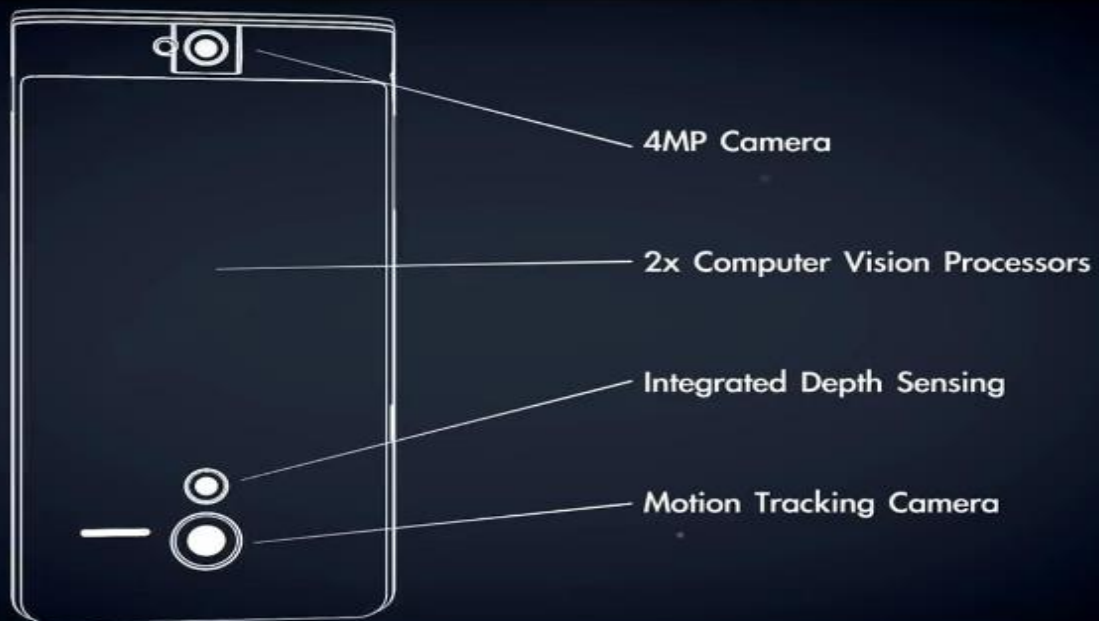 4MP Camera
2x Computer Vision Processors
Integrated Depth Sensing
Motion Tracking Camera